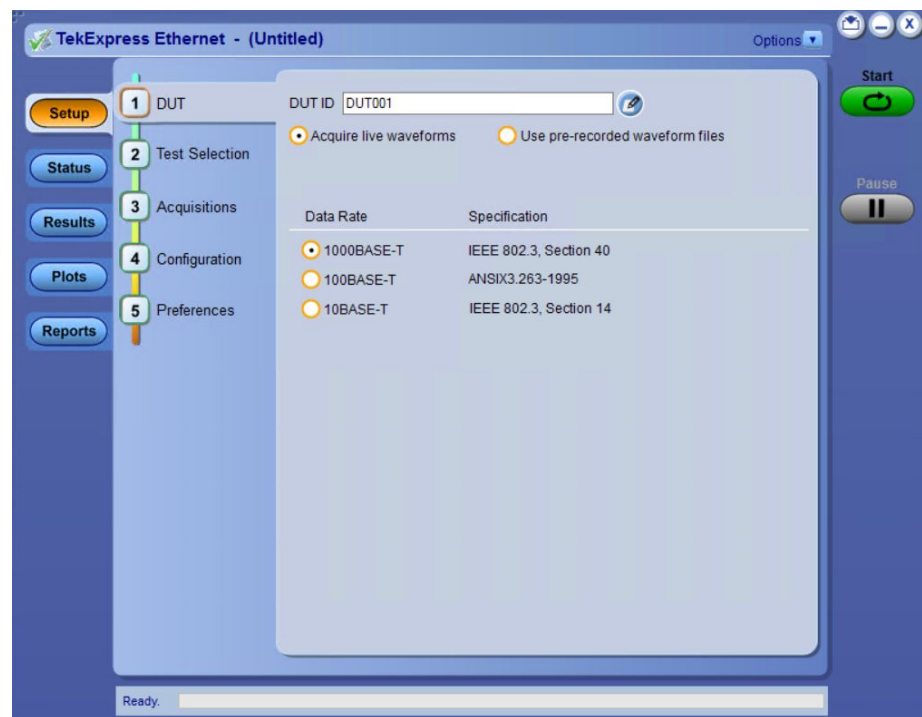 TekExpress Ethernet - (Untitled)
Options
X
Start
Pause
Setup
Status
Results
Plots
Reports
1 DUT
2 Test Selection
3 Acquisitions
4 Configuration
5 Preferences
DUT ID DUT001
Acquire live waveforms Use pre-recorded waveform files
Data Rate Specification
1000BASE-T IEEE 802.3, Section 40
100BASE-T ANSIX3.263-1995
10BASE-T IEEE 802.3, Section 14
Ready.